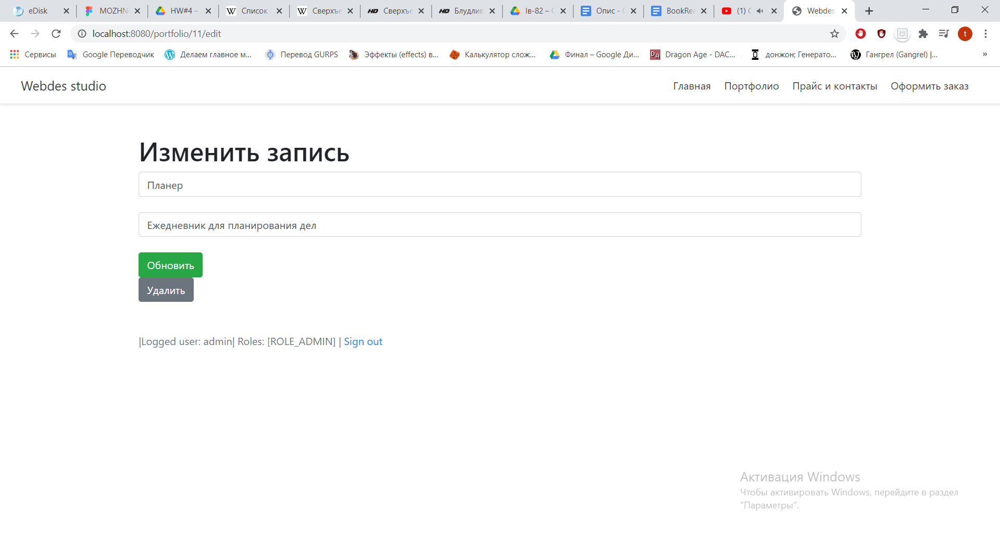 eDisk
MOZHN
HW#4 –
Список
Сверхъе
Сверхъе
Блудлив
Ів-82 – 
Опис - 
BookRea
(1)
Webdes
localhost:8080/portfolio/11/edit
t
Сервисы
Google Переводчик
Делаем главное м...
Перевод GURPS
Эффекты (effects) в...
Калькулятор слож...
Финал – Google Ди...
Dragon Age - DAC...
донжон; Генерато...
Гангрел (Gangrel) |...
»
Webdes studio
Главная
Портфолио
Прайс и контакты
Оформить заказ
Изменить запись
Планер
Ежедневник для планирования дел
Обновить
Удалить
|Logged user: admin| Roles: [ROLE_ADMIN] | Sign out
Активация Windows
Чтобы активировать Windows, перейдите в раздел
"Параметры".